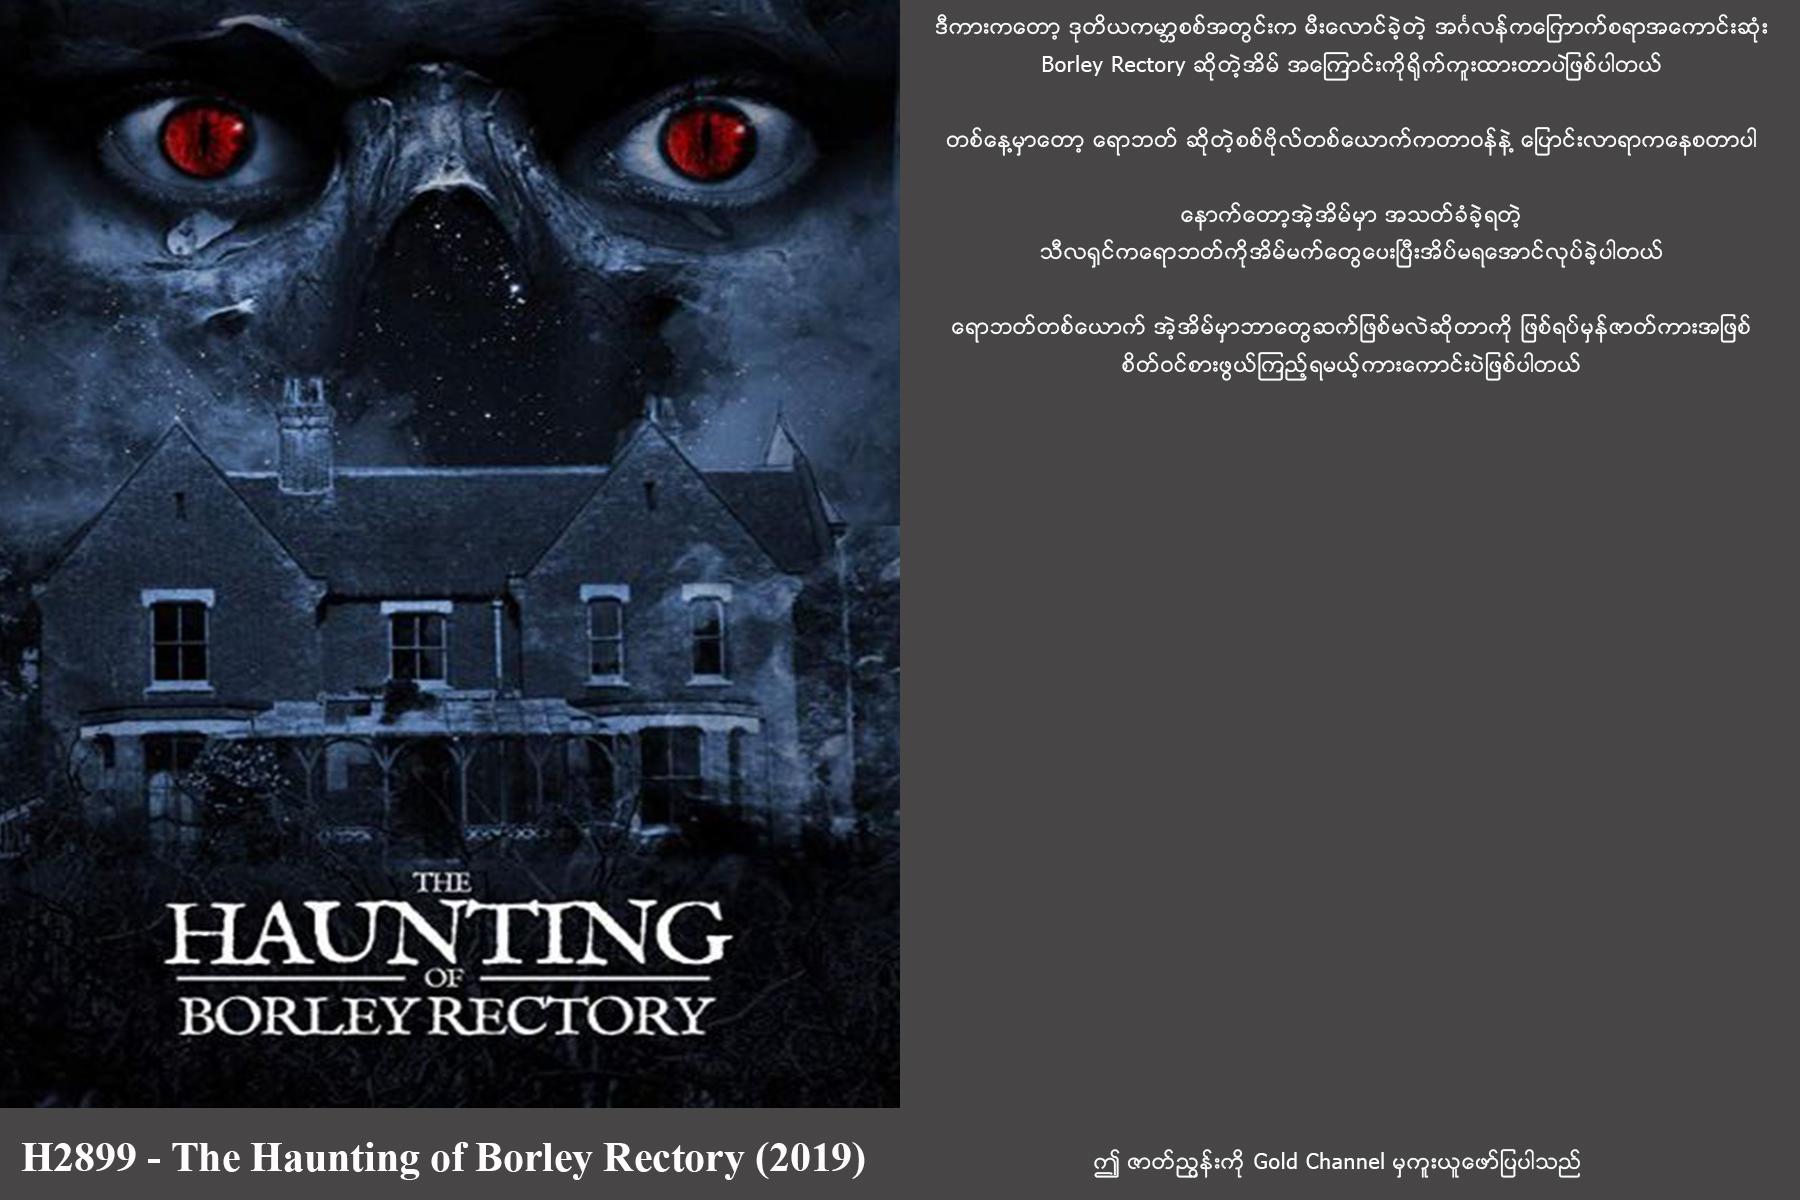 ဒီကားကတော့ ဒုတိယကမ္ဘာစစ်အတွင်းက မီးလောင်ခဲ့တဲ့ အင်္ဂလန်ကကြောက်စရာအကောင်းဆုံး
Borley Rectory ဆိုတဲ့အိမ် အကြောင်းကိုရိုက်ကူးထားတာပဲဖြစ်ပါတယ်
တစ်နေ့မှာတော့ ရောဘတ် ဆိုတဲ့စစ်ဗိုလ်တစ်ယောက်ကတာဝန်နဲ့ ပြောင်းလာရာကနေစတာပါ
နောက်တော့အဲ့အိမ်မှာ အသတ်ခံခဲ့ရတဲ့
သီလရှင်ကရောဘတ်ကိုအိမ်မက်တွေပေးပြီးအိပ်မရအောင်လုပ်ခဲ့ပါတယ်
ရောဘတ်တစ်ယောက် အဲ့အိမ်မှာဘာတွေဆက်ဖြစ်မလဲဆိုတာကို ဖြစ်ရပ်မှန်ဇာတ်ကားအဖြစ်
စိတ်ဝင်စားဖွယ်ကြည့်ရမယ့်ကားကောင်းပဲဖြစ်ပါတယ်
THE
HAUNTING
OF
BORLEY RECTORY
H2899 - The Haunting of Borley Rectory (2019)
ဤ ဇာတ်ညွှန်းကို Gold Channel မှကူးယူဖော်ပြပါသည်